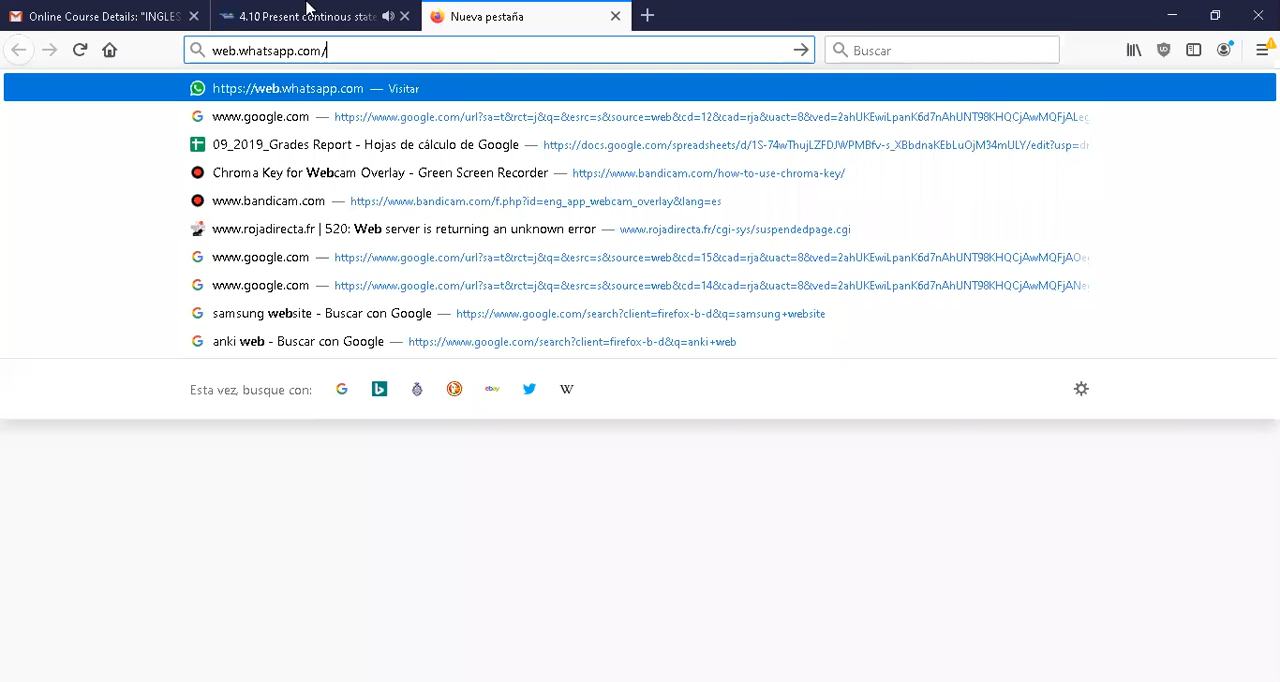 Online Course Details: "INGLES
4.10 Present continous state
Nueva pestaña
web.whatsapp.com/
Buscar
https://web.whatsapp.com — Visitar
www.google.com — https://www.google.com/url?sa=t&rct=j&q=&esrc=s&source=web&cd=12&cad=rja&uact=8&ved=2ahUKEwiLpanK6d7nAhUNT98KHQCjAwMQFjALeg
09_2019_Grades Report - Hojas de cálculo de Google — https://docs.google.com/spreadsheets/d/1S-74wThujLZFDJWPMBfv-s_XBbdnaKEbLuOjM34mULY/edit?usp=dr
Chroma Key for Webcam Overlay - Green Screen Recorder — https://www.bandicam.com/how-to-use-chroma-key/
www.bandicam.com — https://www.bandicam.com/f.php?id=eng_app_webcam_overlay&lang=es
www.rojadirecta.fr | 520: Web server is returning an unknown error — www.rojadirecta.fr/cgi-sys/suspendedpage.cgi
www.google.com — https://www.google.com/url?sa=t&rct=j&q=&esrc=s&source=web&cd=15&cad=rja&uact=8&ved=2ahUKEwiLpanK6d7nAhUNT98KHQCjAwMQFjAOeg
www.google.com — https://www.google.com/url?sa=t&rct=j&q=&esrc=s&source=web&cd=14&cad=rja&uact=8&ved=2ahUKEwiLpanK6d7nAhUNT98KHQCjAwMQFjANeg
samsung website - Buscar con Google — https://www.google.com/search?client=firefox-b-d&q=samsung+website
anki web - Buscar con Google — https://www.google.com/search?client=firefox-b-d&q=anki+web
Esta vez, busque con: